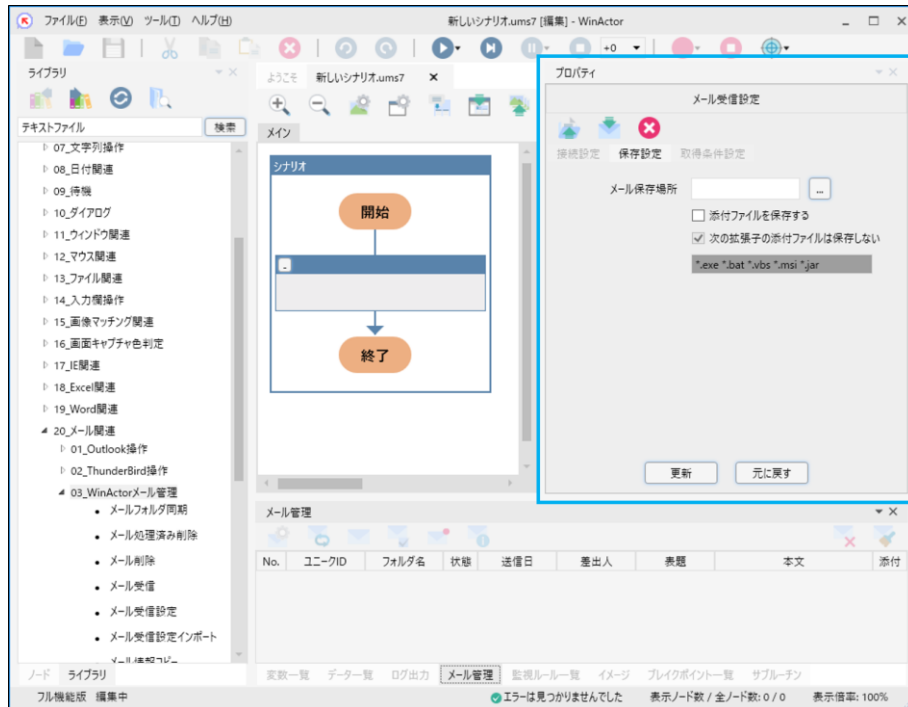 ファイル(F) 表示(V) ツール(T) ヘルプ(H) 新しいシナリオ.ums7 [編集] - WinActor
+0
ライブラリ
テキストファイル 検索
07_文字列操作
08_日付関連
09_待機
10_ダイアログ
11_ウィンドウ関連
12_マウス関連
13_ファイル関連
14_入力欄操作
15_画像マッチング関連
16_画面キャプチャ色判定
17_IE関連
18_Excel関連
19_Word関連
20_メール関連
01_Outlook操作
02_ThunderBird操作
03_WinActorメール管理
メールフォルダ同期
メール処理済み削除
メール削除
メール受信
メール受信設定
メール受信設定インポート
メール情報コピー
ノード ライブラリ
ようこそ 新しいシナリオ.ums7
メイン
シナリオ
開始
終了
プロパティ
メール受信設定
接続設定 保存設定 取得条件設定
メール保存場所 ...
添付ファイルを保存する
次の拡張子の添付ファイルは保存しない
*.exe *.bat *.vbs *.msi *.jar
更新 元に戻す
メール管理
No. ユニークID フォルダ名 状態 送信日 差出人 表題 本文 添付
変数一覧 データ一覧 ログ出力 メール管理 監視ルール一覧 イメージ ブレイクポイント一覧 サブルーチン
フル機能版 編集中 エラーは見つかりませんでした 表示ノード数 / 全ノード数: 0 / 0 表示倍率: 100%